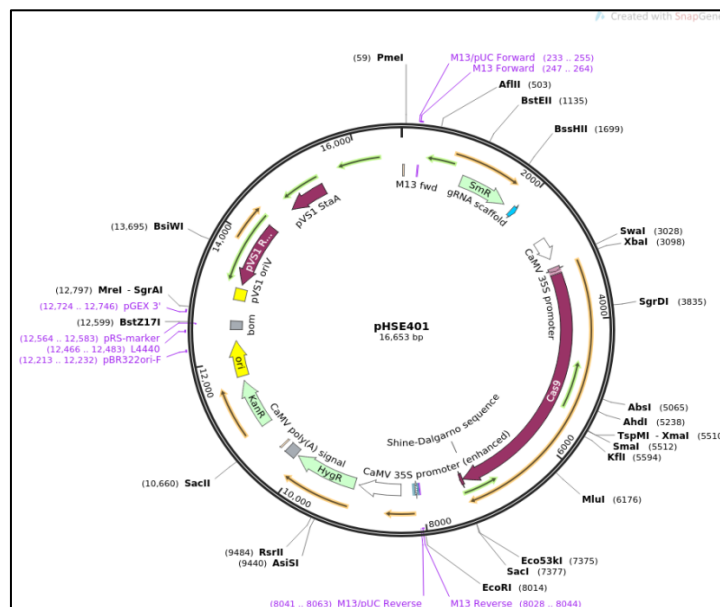 Created with SnapGene
(59) PmeI
M13/pUC Forward (233 .. 255)
M13 Forward (247 .. 264)
AflII (503)
BstEII (1135)
BssHII (1699)
SwaI (3028)
XbaI (3098)
SgrDI (3835)
AbsI (5065)
AhdI (5238)
TspMI - XmaI (5510
SmaI (5512)
KflI (5594)
MluI (6176)
Eco53kI (7375)
SacI (7377)
EcoRI (8014)
M13 Reverse (8028 .. 8044)
(8041 .. 8063) M13/pUC Reverse
AsiSI
(9440)
RsrII
(9484)
(10,660) SacII
(12,213 .. 12,232) pBR322ori-F
(12,466 .. 12,483) L4440
(12,564 .. 12,583) pRS-marker
(12,599) BstZ17I
(12,724 .. 12,746) pGEX 3'
(12,797) MreI - SgrAI
(13,695) BsiWI
2000
4000
6000
8000
10,000
12,000
14,000
16,000
M13 fwd
SmR
gRNA scaffold
CaMV 35S promoter
Cas9
Shine-Dalgarno sequence
CaMV 35S promoter (enhanced)
HygR
CaMV poly(A) signal
KanR
ori
bom
pVS1 oriV
pVS1 R...
pVS1 StaA
pHSE401
16,653 bp